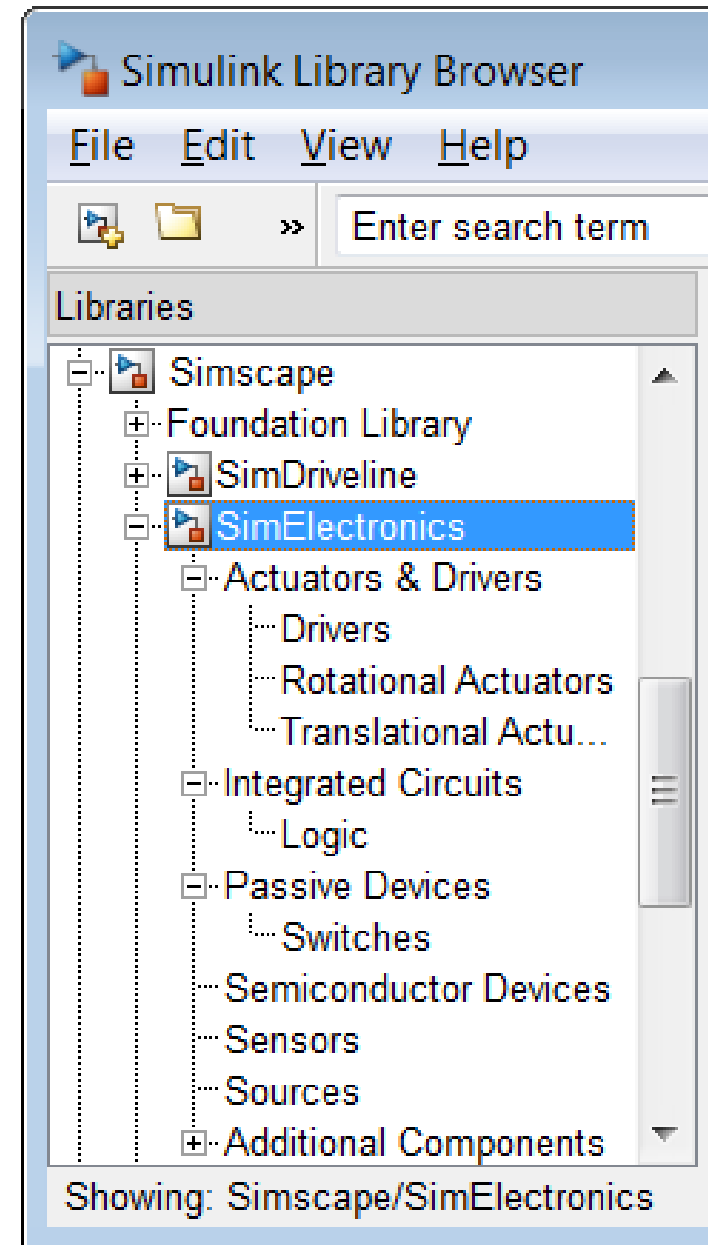 Simulink Library Browser
File Edit View Help
» Enter search term
Libraries
Simscape
Foundation Library
SimDriveline
SimElectronics
Actuators & Drivers
Drivers
Rotational Actuators
Translational Actu...
Integrated Circuits
Logic
Passive Devices
Switches
Semiconductor Devices
Sensors
Sources
Additional Components
Showing: Simscape/SimElectronics